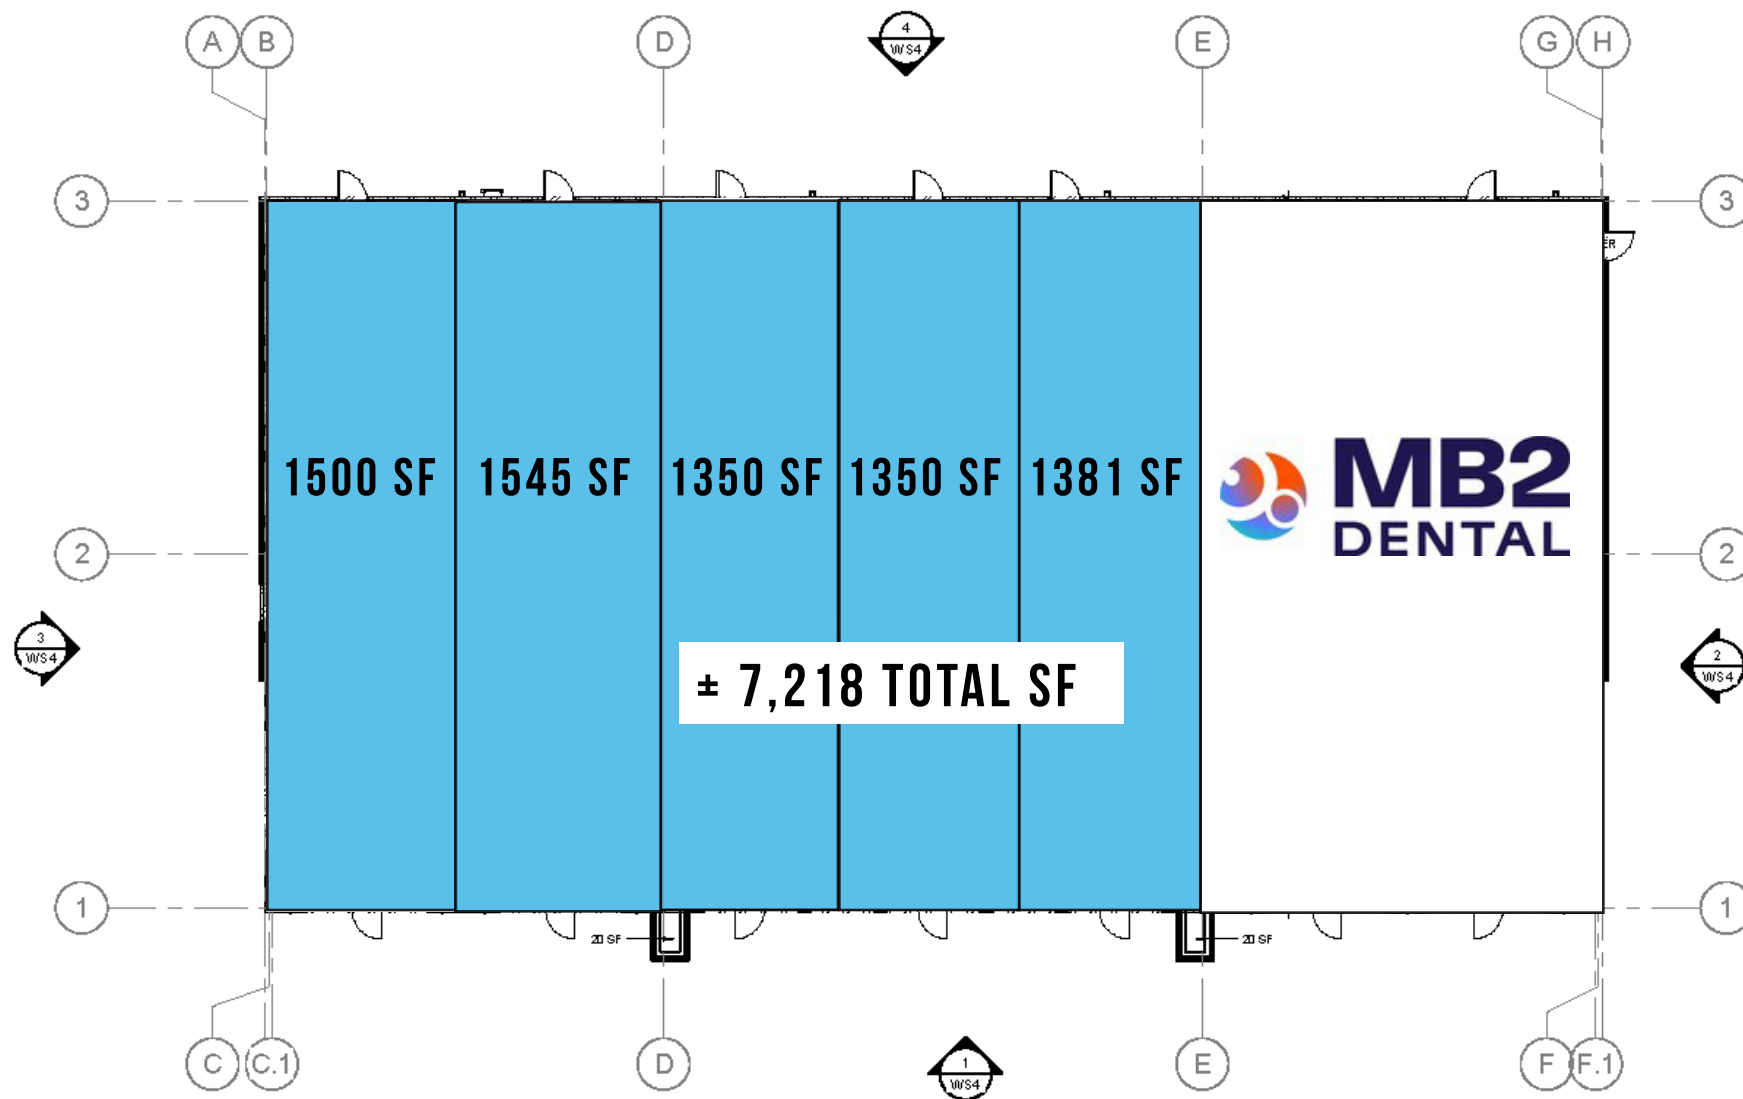 A B D E G H
4
WS4
3 3
ER
1500 SF 1545 SF 1350 SF 1350 SF 1381 SF
MB2
DENTAL
2 2
3
WS4
2
WS4
± 7,218 TOTAL SF
1 1
20 SF 20 SF
C C.1 D E F F.1
1
WS4